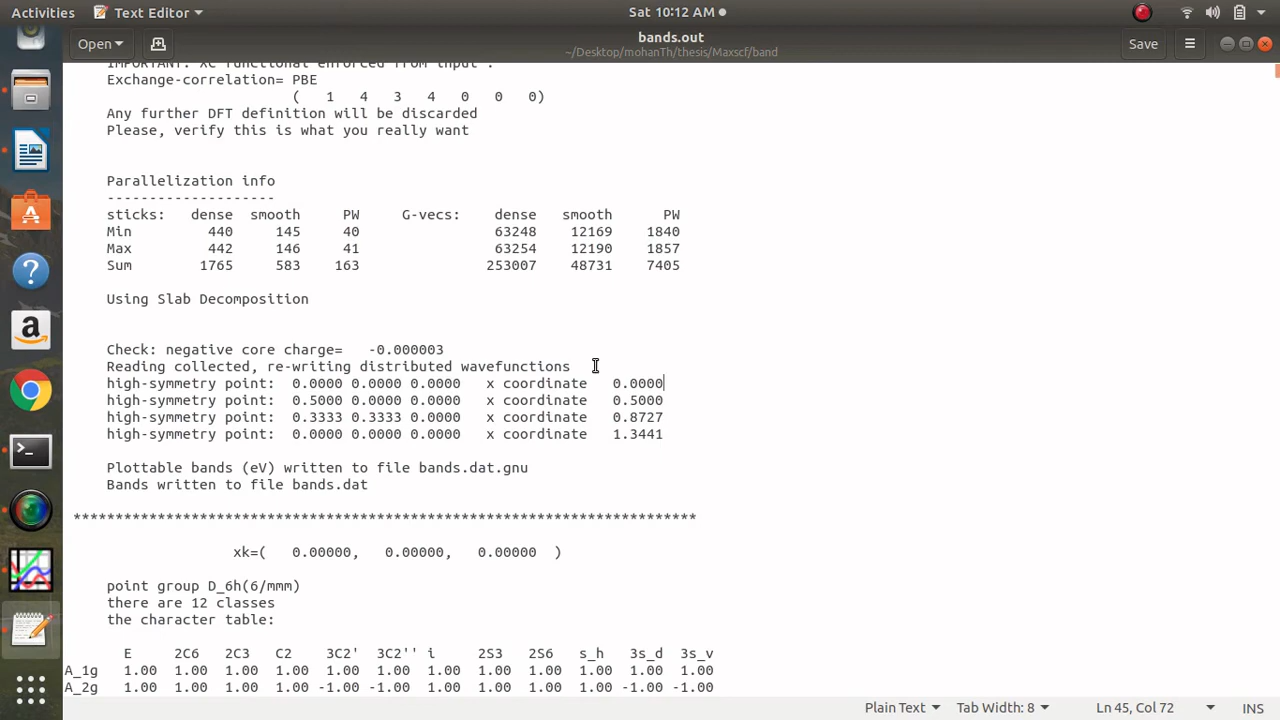 Activities Text Editor Sat 10:12 AM
Open bands.out Save
~/Desktop/mohanTh/thesis/Maxscf/band
IMPORTANT: XC functional enforced from input :
Exchange-correlation= PBE
( 1 4 3 4 0 0 0)
Any further DFT definition will be discarded
Please, verify this is what you really want
Parallelization info
--------------------
sticks: dense smooth PW G-vecs: dense smooth PW
Min 440 145 40 63248 12169 1840
Max 442 146 41 63254 12190 1857
Sum 1765 583 163 253007 48731 7405
Using Slab Decomposition
Check: negative core charge= -0.000003
Reading collected, re-writing distributed wavefunctions
high-symmetry point: 0.0000 0.0000 0.0000 x coordinate 0.0000
high-symmetry point: 0.5000 0.0000 0.0000 x coordinate 0.5000
high-symmetry point: 0.3333 0.3333 0.0000 x coordinate 0.8727
high-symmetry point: 0.0000 0.0000 0.0000 x coordinate 1.3441
Plottable bands (eV) written to file bands.dat.gnu
Bands written to file bands.dat
**************************************************************************
xk=( 0.00000, 0.00000, 0.00000 )
point group D_6h(6/mmm)
there are 12 classes
the character table:
E 2C6 2C3 C2 3C2' 3C2'' i 2S3 2S6 s_h 3s_d 3s_v
A_1g 1.00 1.00 1.00 1.00 1.00 1.00 1.00 1.00 1.00 1.00 1.00 1.00
A_2g 1.00 1.00 1.00 1.00 -1.00 -1.00 1.00 1.00 1.00 1.00 -1.00 -1.00
Plain Text Tab Width: 8 Ln 45, Col 72 INS